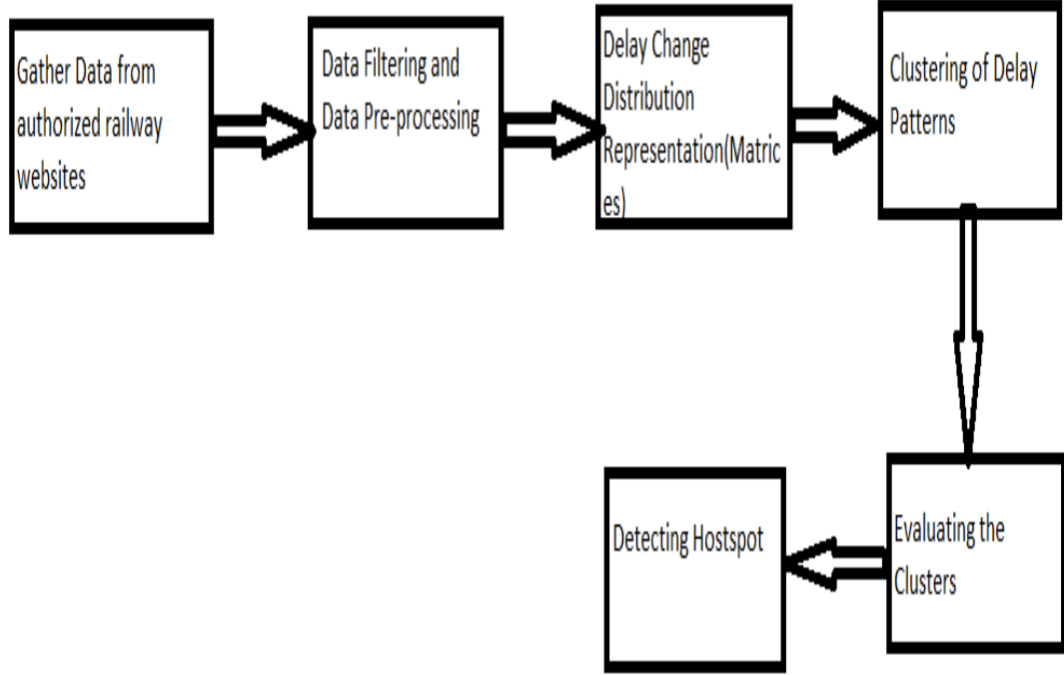 Gather Data from
authorized railway
websites
Data Filtering and
Data Pre-processing
Delay Change
Distribution
Representation(Matric
es)
Clustering of Delay
Patterns
Evaluating the
Clusters
Detecting Hostspot